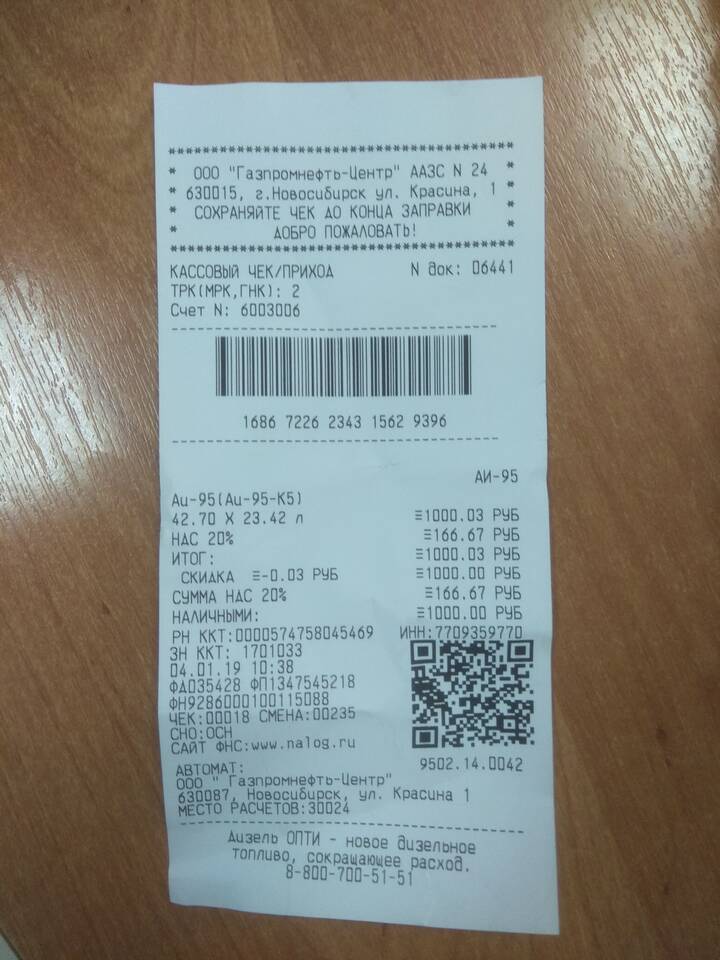 ****************************************
* ООО "Газпромнефть-Центр" ААЗС N 24 *
* 630015, г.Новосибирск ул. Красина, 1 *
* СОХРАНЯЙТЕ ЧЕК ДО КОНЦА ЗАПРАВКИ *
* ДОБРО ПОЖАЛОВАТЬ! *
****************************************
КАССОВЫЙ ЧЕК/ПРИХОД N док: 06441
ТРК(МРК,ГНК): 2
Счет N: 6003006
1686 7226 2343 1562 9396
АИ-95
Аи-95(Аи-95-К5)
42.70 X 23.42 л ≡1000.03 РУБ
НДС 20% ≡166.67 РУБ
ИТОГ: ≡1000.03 РУБ
СКИДКА ≡-0.03 РУБ ≡1000.00 РУБ
СУММА НДС 20% ≡166.67 РУБ
НАЛИЧНЫМИ: ≡1000.00 РУБ
РН ККТ:0000574758045469 ИНН:7709359770
ЗН ККТ: 1701033
04.01.19 10:38
ФД035428 ФП1347545218
ФН9286000100115088
ЧЕК:00018 СМЕНА:00235
СНО:ОСН
САЙТ ФНС:www.nalog.ru
9502.14.0042
АВТОМАТ:
ООО " Газпромнефть-Центр"
630087, Новосибирск, ул. Красина 1
МЕСТО РАСЧЕТОВ:30024
Дизель ОПТИ - новое дизельное
топливо, сокращающее расход.
8-800-700-51-51